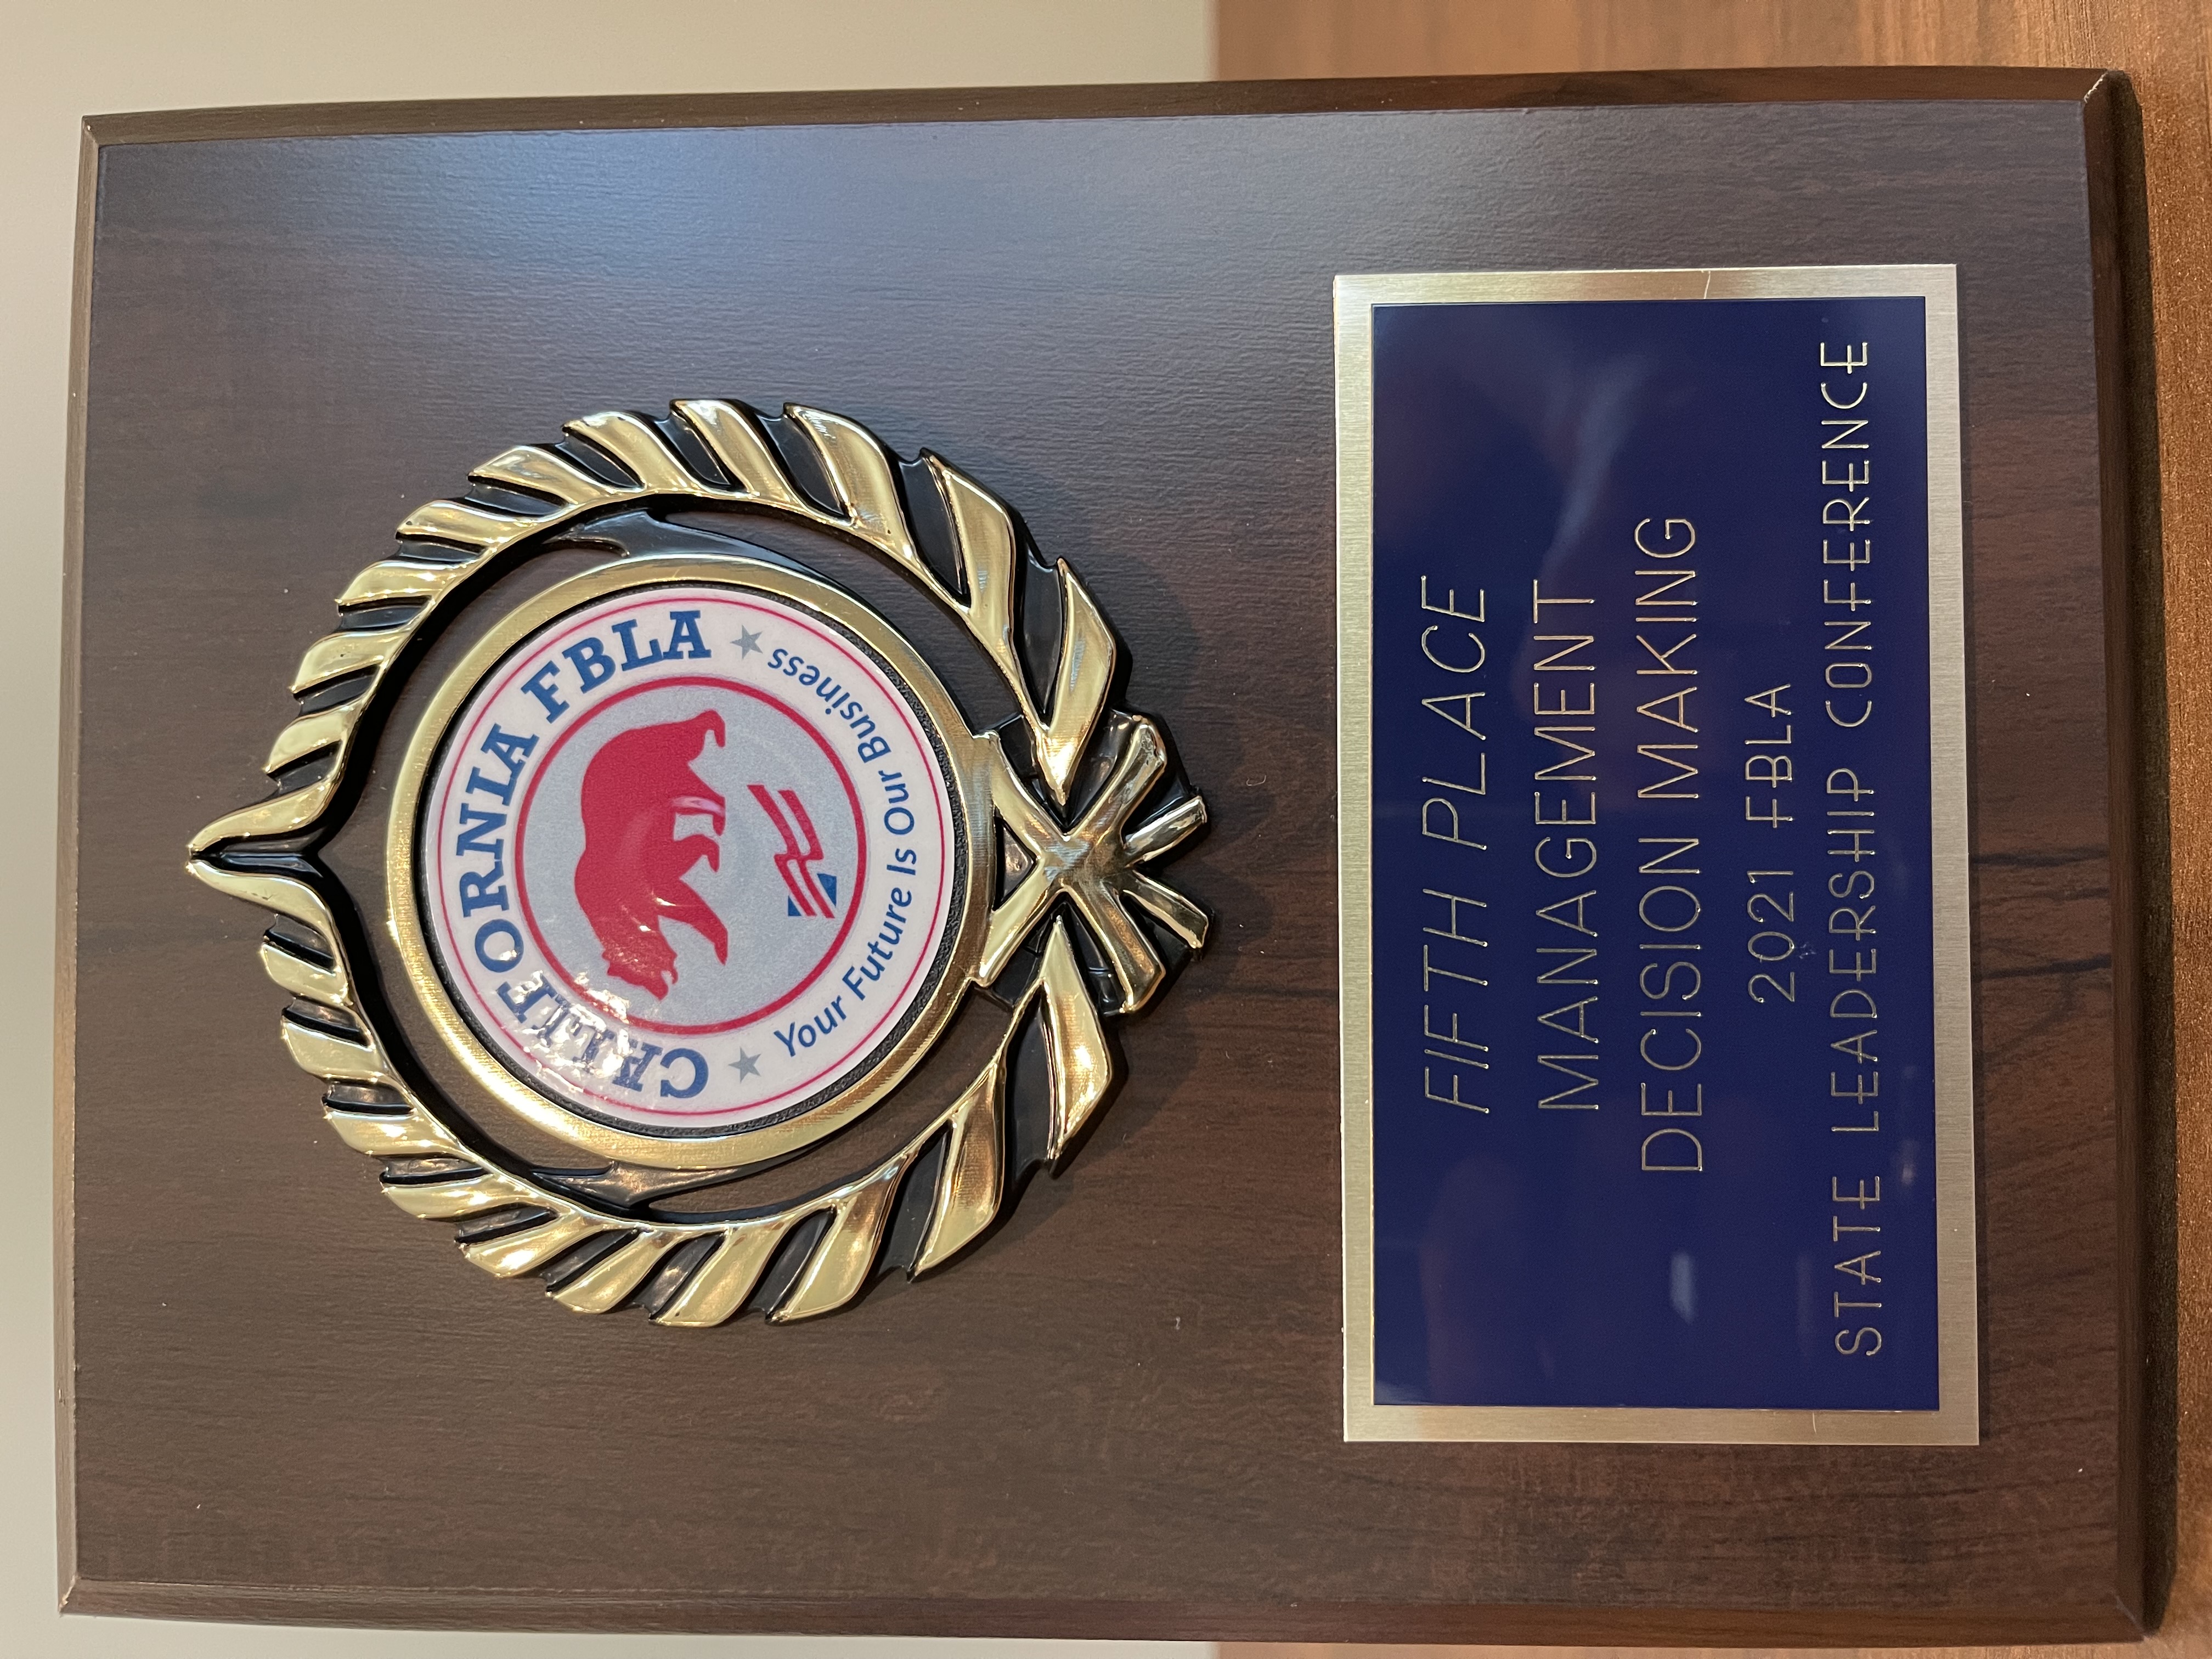 CALIFORNIA FBLA
Your Future Is Our Business
FIFTH PLACE
MANAGEMENT
DECISION MAKING
2021 FBLA
STATE LEADERSHIP CONFERENCE